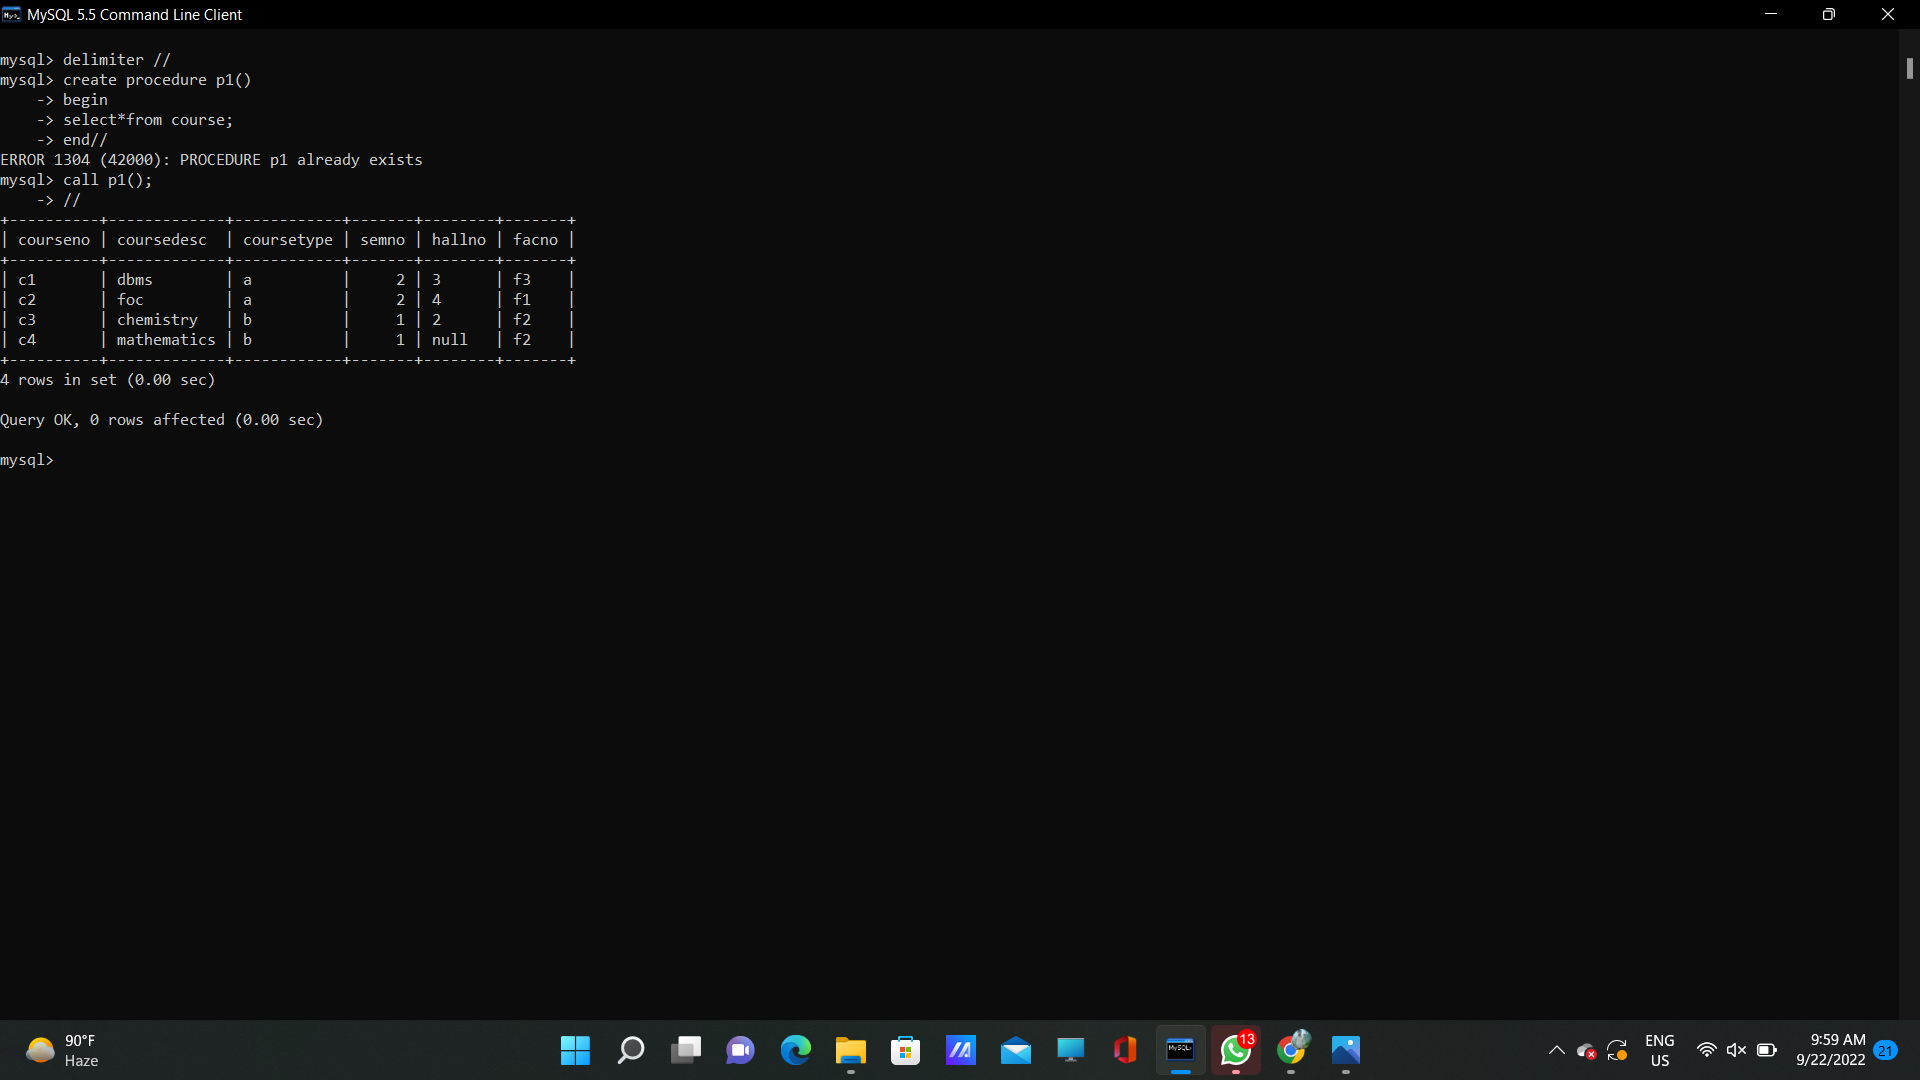 MySQL 5.5 Command Line Client
mysql> delimiter //
mysql> create procedure p1()
    -> begin
    -> select*from course;
    -> end//
ERROR 1304 (42000): PROCEDURE p1 already exists
mysql> call p1();
    -> //
+----------+-------------+------------+-------+--------+-------+
| courseno | coursedesc  | coursetype | semno | hallno | facno |
+----------+-------------+------------+-------+--------+-------+
| c1       | dbms        | a          |     2 | 3      | f3    |
| c2       | foc         | a          |     2 | 4      | f1    |
| c3       | chemistry   | b          |     1 | 2      | f2    |
| c4       | mathematics | b          |     1 | null   | f2    |
+----------+-------------+------------+-------+--------+-------+
4 rows in set (0.00 sec)
Query OK, 0 rows affected (0.00 sec)
mysql>
90°F
Haze
MySQL
13
ENG
US
9:59 AM
9/22/2022
21